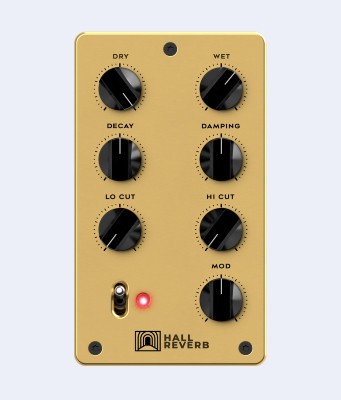 DRY WET
DECAY DAMPING
LO CUT HI CUT
MOD
HALL
REVERB